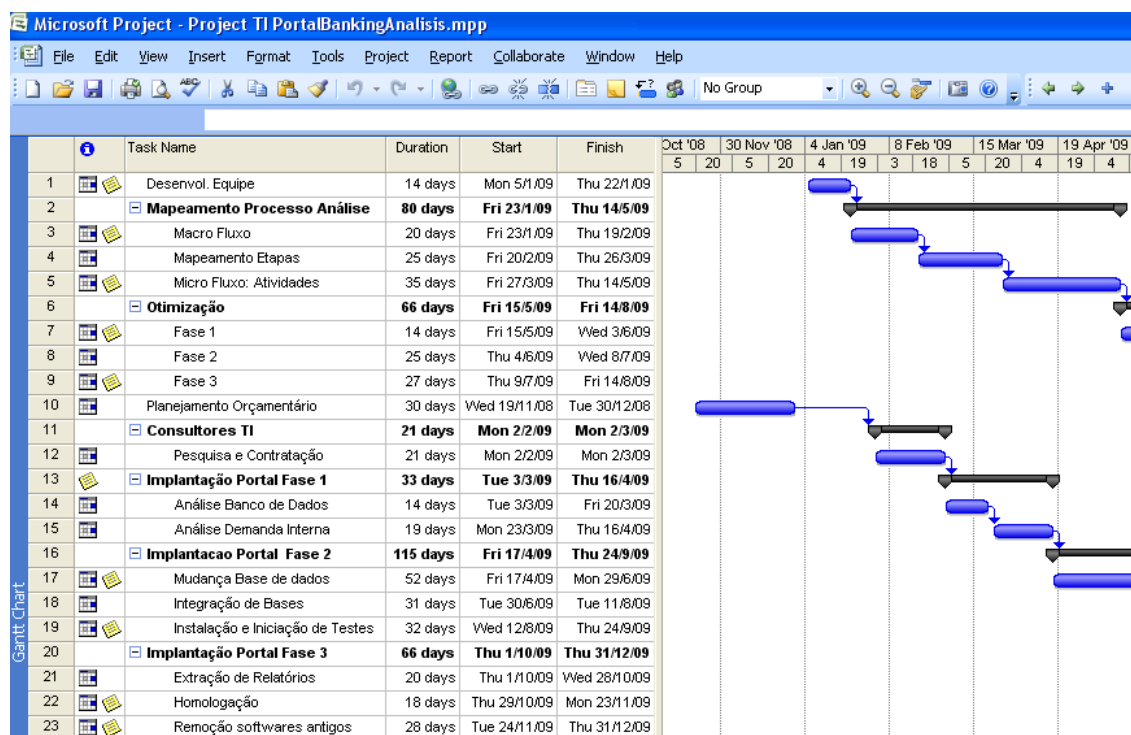 Microsoft Project - Project TI PortalBankingAnalisis.mpp
File Edit View Insert Format Tools Project Report Collaborate Window Help
No Group
Task Name Duration Start Finish Oct '08 30 Nov '08 4 Jan '09 8 Feb '09 15 Mar '09 19 Apr '09
5 20 5 20 4 19 3 18 5 20 4 19 4
1 Desenvol. Equipe 14 days Mon 5/1/09 Thu 22/1/09
2 Mapeamento Processo Análise 80 days Fri 23/1/09 Thu 14/5/09
3 Macro Fluxo 20 days Fri 23/1/09 Thu 19/2/09
4 Mapeamento Etapas 25 days Fri 20/2/09 Thu 26/3/09
5 Micro Fluxo: Atividades 35 days Fri 27/3/09 Thu 14/5/09
6 Otimização 66 days Fri 15/5/09 Fri 14/8/09
7 Fase 1 14 days Fri 15/5/09 Wed 3/6/09
8 Fase 2 25 days Thu 4/6/09 Wed 8/7/09
9 Fase 3 27 days Thu 9/7/09 Fri 14/8/09
10 Planejamento Orçamentário 30 days Wed 19/11/08 Tue 30/12/08
11 Consultores TI 21 days Mon 2/2/09 Mon 2/3/09
12 Pesquisa e Contratação 21 days Mon 2/2/09 Mon 2/3/09
13 Implantação Portal Fase 1 33 days Tue 3/3/09 Thu 16/4/09
14 Análise Banco de Dados 14 days Tue 3/3/09 Fri 20/3/09
15 Análise Demanda Interna 19 days Mon 23/3/09 Thu 16/4/09
16 Implantacao Portal Fase 2 115 days Fri 17/4/09 Thu 24/9/09
17 Mudança Base de dados 52 days Fri 17/4/09 Mon 29/6/09
18 Integração de Bases 31 days Tue 30/6/09 Tue 11/8/09
19 Instalação e Iniciação de Testes 32 days Wed 12/8/09 Thu 24/9/09
20 Implantação Portal Fase 3 66 days Thu 1/10/09 Thu 31/12/09
21 Extração de Relatórios 20 days Thu 1/10/09 Wed 28/10/09
22 Homologação 18 days Thu 29/10/09 Mon 23/11/09
23 Remoção softwares antigos 28 days Tue 24/11/09 Thu 31/12/09
Gantt Chart